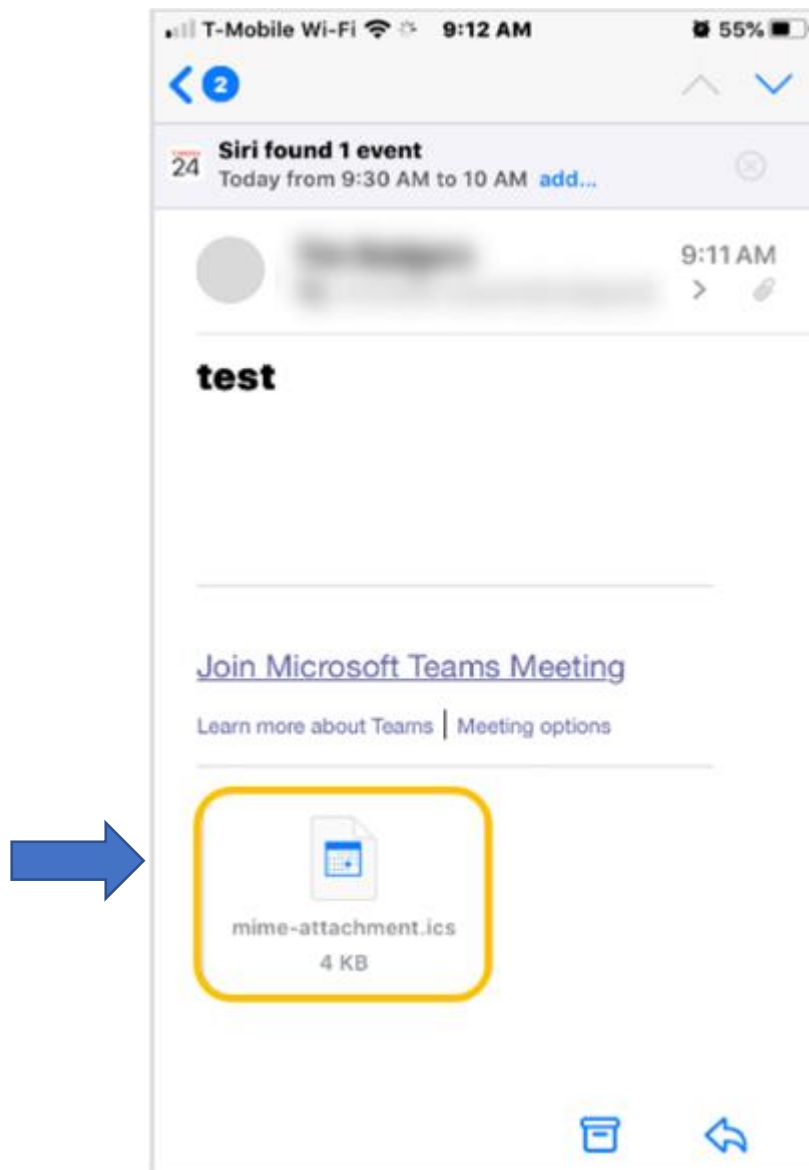 T-Mobile Wi-Fi 9:12 AM 55%
2
24 Siri found 1 event
Today from 9:30 AM to 10 AM add...
9:11 AM
test
Join Microsoft Teams Meeting
Learn more about Teams | Meeting options
mime-attachment.ics
4 KB